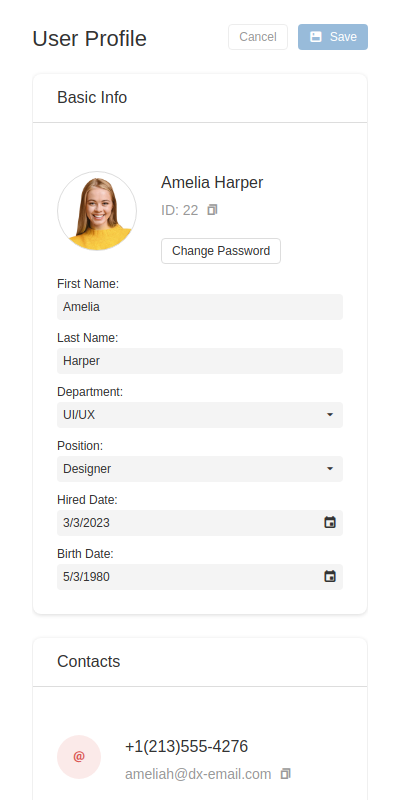 User Profile
Cancel
Save
Basic Info
Amelia Harper
ID: 22
Change Password
First Name:
Amelia
Last Name:
Harper
Department:
UI/UX
Position:
Designer
Hired Date:
3/3/2023
Birth Date:
5/3/1980
Contacts
@
+1(213)555-4276
ameliah@dx-email.com